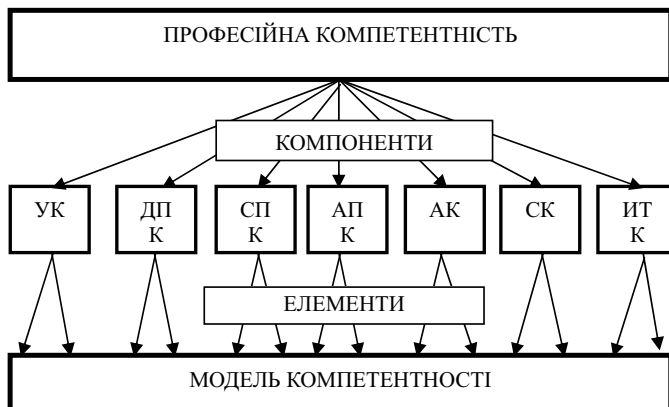 ПРОФЕСІЙНА КОМПЕТЕНТНІСТЬ
КОМПОНЕНТИ
УК
ДП
К
СП
К
АП
К
АК
СК
ИТ
К
ЕЛЕМЕНТИ
МОДЕЛЬ КОМПЕТЕНТНОСТІ